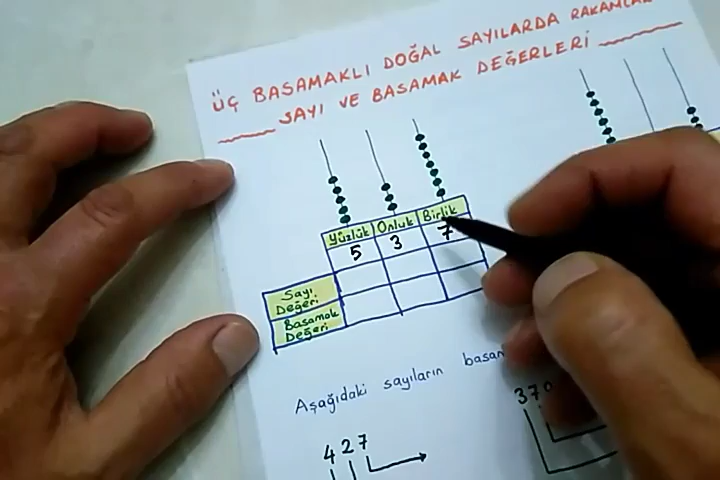 ÜÇ BASAMAKLI DOĞAL SAYILARDA
SAYI VE BASAMAK DEĞERLERİ
Yüzlük Onluk Birlik
5 3 7
Sayı
Değeri
Basamak
Değeri
Aşağıdaki sayıların
427
370